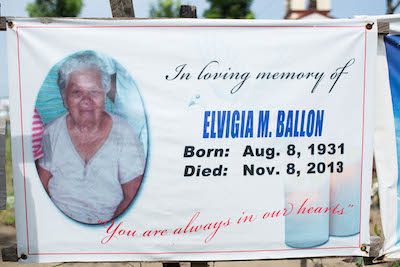 In loving memory of
ELVIGIA M. BALLON
Born: Aug. 8, 1931
Died: Nov. 8, 2013
You are always in our hearts"